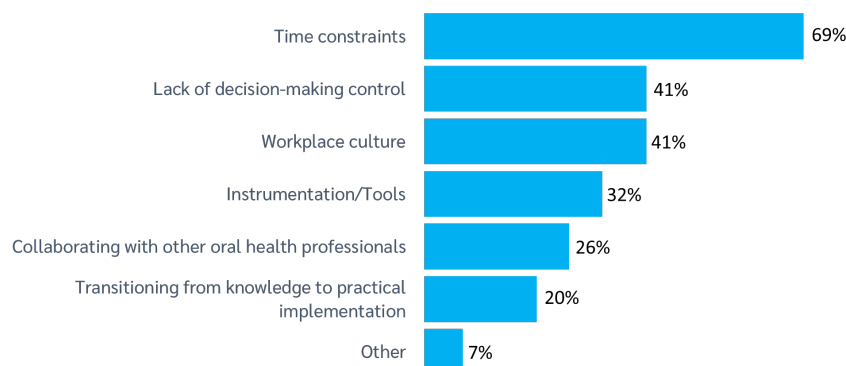 Time constraints 69%
Lack of decision-making control 41%
Workplace culture 41%
Instrumentation/Tools 32%
Collaborating with other oral health professionals 26%
Transitioning from knowledge to practical
implementation 20%
Other 7%